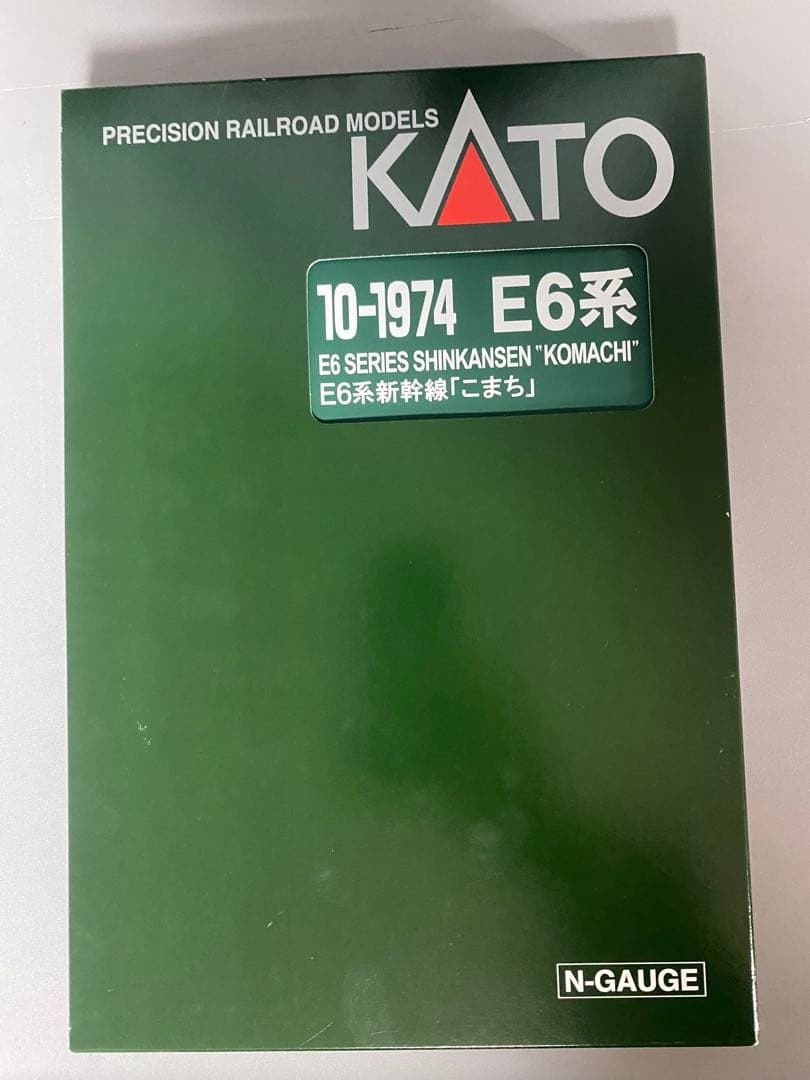 PRECISION RAILROAD MODELS
KATO
10-1974 E6系
E6 SERIES SHINKANSEN "KOMACHI"
E6系新幹線「こまち」
N-GAUGE